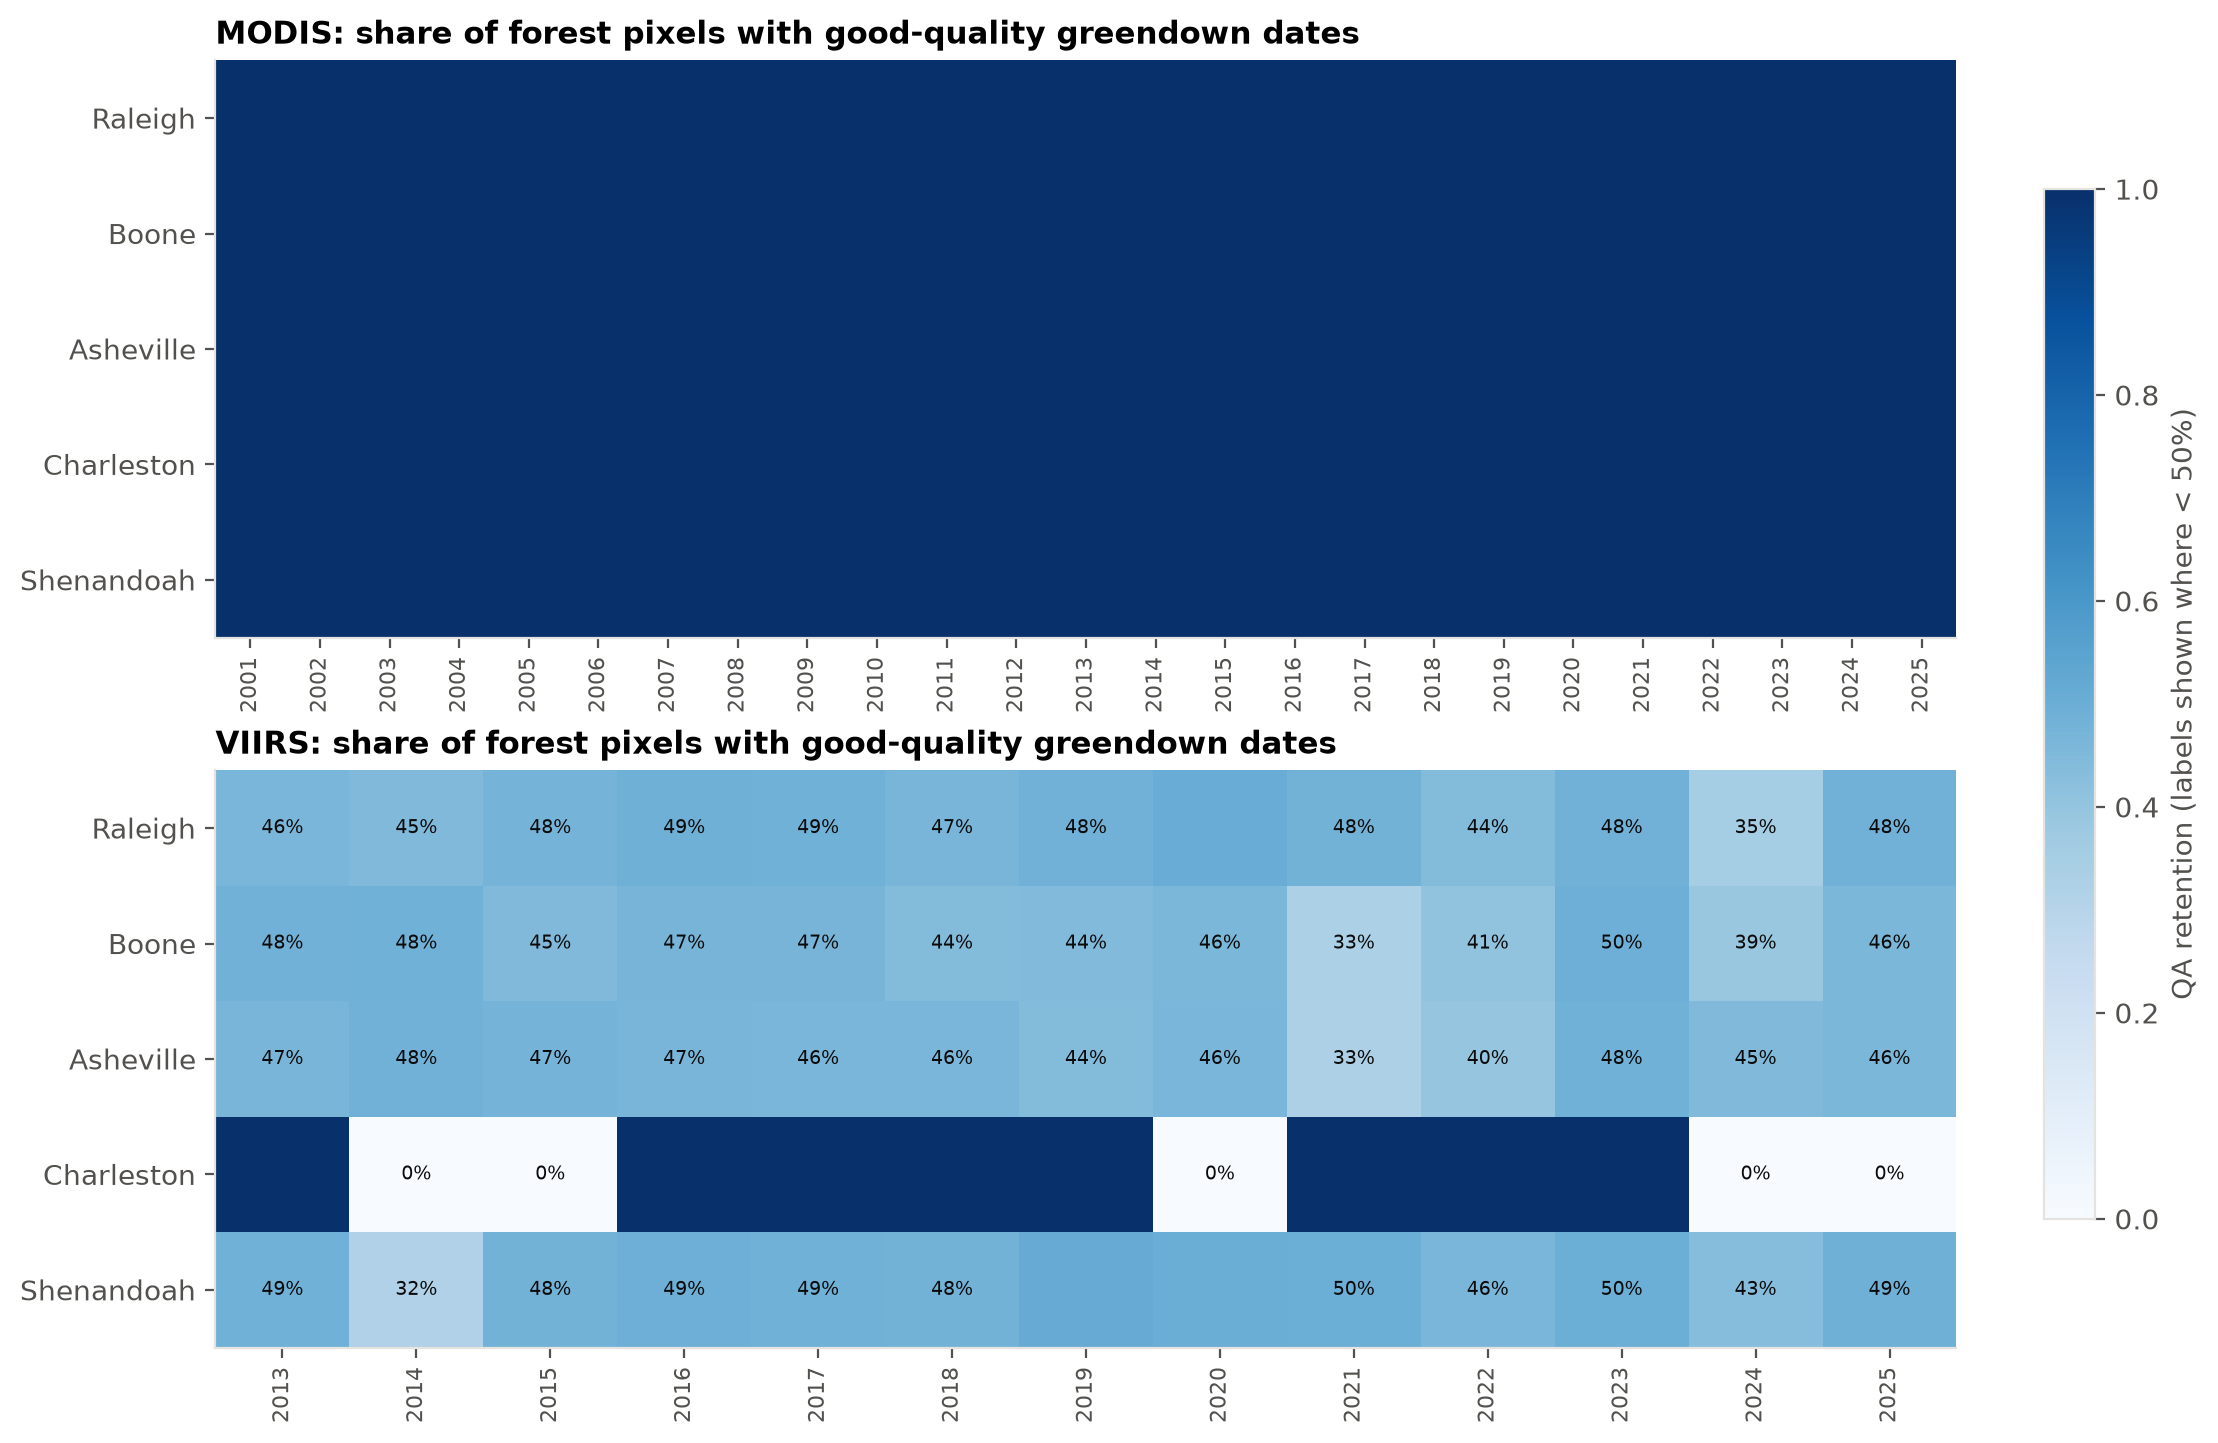 MODIS: share of forest pixels with good-quality greendown dates
Raleigh
Boone
Asheville
Charleston
Shenandoah
2001 2002 2003 2004 2005 2006 2007 2008 2009 2010 2011 2012 2013 2014 2015 2016 2017 2018 2019 2020 2021 2022 2023 2024 2025
VIIRS: share of forest pixels with good-quality greendown dates
Raleigh 46% 45% 48% 49% 49% 47% 48% 48% 44% 48% 35% 48%
Boone 48% 48% 45% 47% 47% 44% 44% 46% 33% 41% 50% 39% 46%
Asheville 47% 48% 47% 47% 46% 46% 44% 46% 33% 40% 48% 45% 46%
Charleston 0% 0% 0% 0% 0%
Shenandoah 49% 32% 48% 49% 49% 48% 50% 46% 50% 43% 49%
2013 2014 2015 2016 2017 2018 2019 2020 2021 2022 2023 2024 2025
1.0
0.8
0.6
0.4
0.2
0.0
QA retention (labels shown where < 50%)